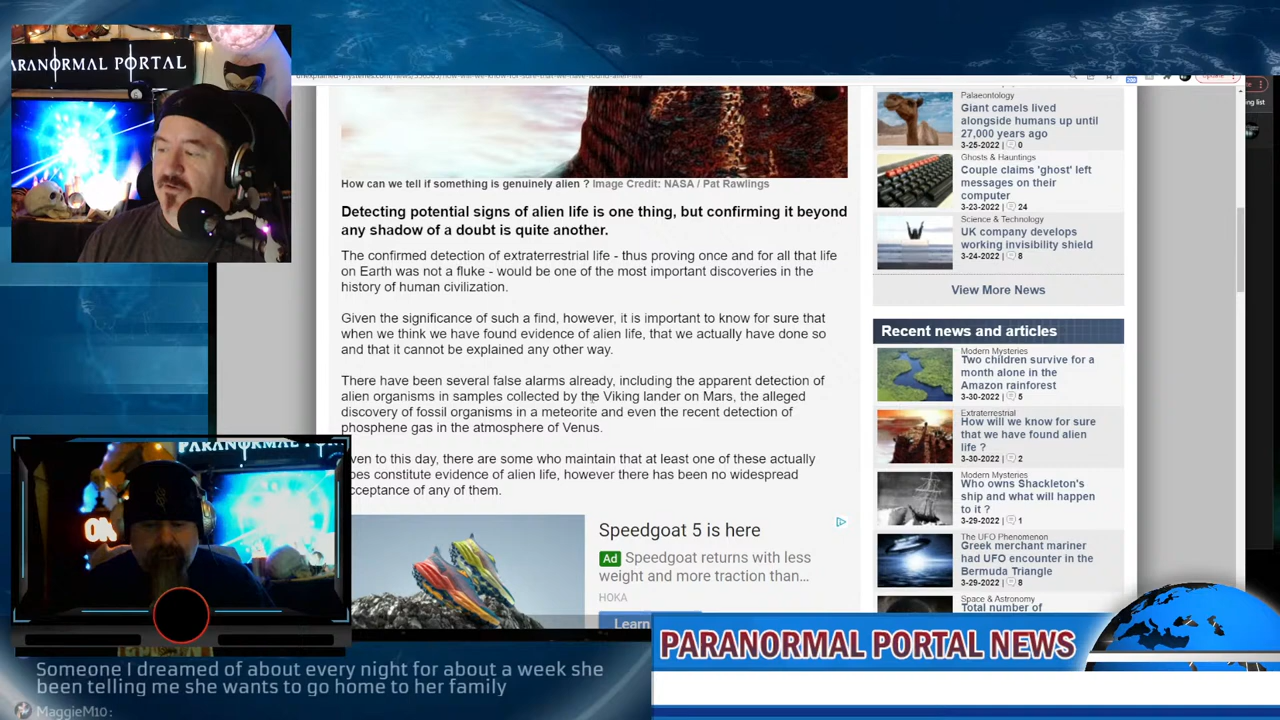 PARANORMAL PORTAL
How can we tell if something is genuinely alien ? Image Credit: NASA / Pat Rawlings
Detecting potential signs of alien life is one thing, but confirming it beyond
any shadow of a doubt is quite another.
The confirmed detection of extraterrestrial life - thus proving once and for all that life
on Earth was not a fluke - would be one of the most important discoveries in the
history of human civilization.
Given the significance of such a find, however, it is important to know for sure that
when we think we have found evidence of alien life, that we actually have done so
and that it cannot be explained any other way.
There have been several false alarms already, including the apparent detection of
alien organisms in samples collected by the Viking lander on Mars, the alleged
discovery of fossil organisms in a meteorite and even the recent detection of
phosphene gas in the atmosphere of Venus.
ven to this day, there are some who maintain that at least one of these actually
oes constitute evidence of alien life, however there has been no widespread
cceptance of any of them.
Speedgoat 5 is here
Ad Speedgoat returns with less
weight and more traction than...
HOKA
Learn
Palaeontology
Giant camels lived
alongside humans up until
27,000 years ago
3-25-2022 | 0
Ghosts & Hauntings
Couple claims 'ghost' left
messages on their
computer
3-23-2022 | 24
Science & Technology
UK company develops
working invisibility shield
3-24-2022 | 8
View More News
Recent news and articles
Modern Mysteries
Two children survive for a
month alone in the
Amazon rainforest
3-30-2022 | 5
Extraterrestrial
How will we know for sure
that we have found alien
life ?
3-30-2022 | 2
Modern Mysteries
Who owns Shackleton's
ship and what will happen
to it ?
3-29-2022 | 1
The UFO Phenomenon
Greek merchant mariner
had UFO encounter in the
Bermuda Triangle
3-29-2022 | 8
Space & Astronomy
Total number of
PARANORMAL POR
ON
Someone I dreamed of about every night for about a week she
been telling me she wants to go home to her family
MaggieM10:
PARANORMAL PORTAL NEWS